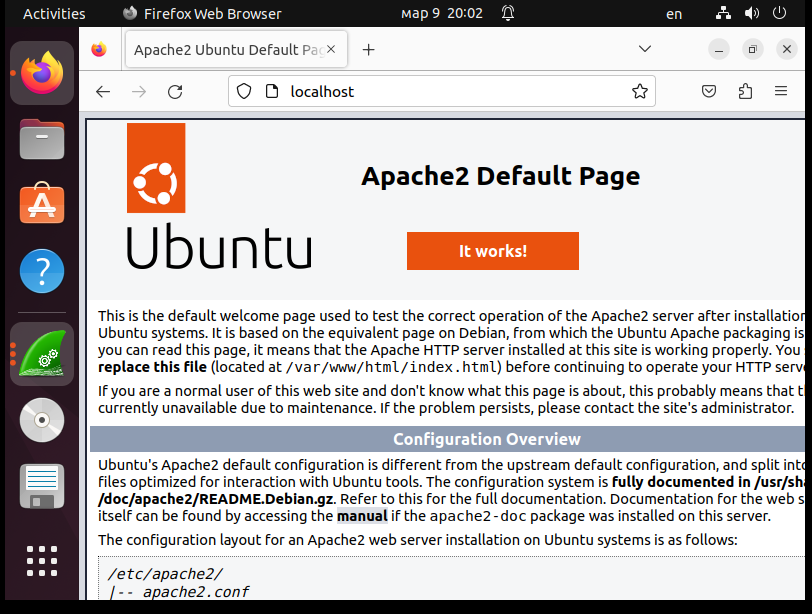 Activities Firefox Web Browser мар 9 20:02 en
Apache2 Ubuntu Default Pag
localhost
Apache2 Default Page
Ubuntu
It works!
This is the default welcome page used to test the correct operation of the Apache2 server after installation
Ubuntu systems. It is based on the equivalent page on Debian, from which the Ubuntu Apache packaging is
you can read this page, it means that the Apache HTTP server installed at this site is working properly. You
replace this file (located at /var/www/html/index.html) before continuing to operate your HTTP serv
If you are a normal user of this web site and don't know what this page is about, this probably means that th
currently unavailable due to maintenance. If the problem persists, please contact the site's administrator.
Configuration Overview
Ubuntu's Apache2 default configuration is different from the upstream default configuration, and split into
files optimized for interaction with Ubuntu tools. The configuration system is fully documented in /usr/sha
/doc/apache2/README.Debian.gz. Refer to this for the full documentation. Documentation for the web s
itself can be found by accessing the manual if the apache2-doc package was installed on this server.
The configuration layout for an Apache2 web server installation on Ubuntu systems is as follows:
/etc/apache2/
|-- apache2.conf